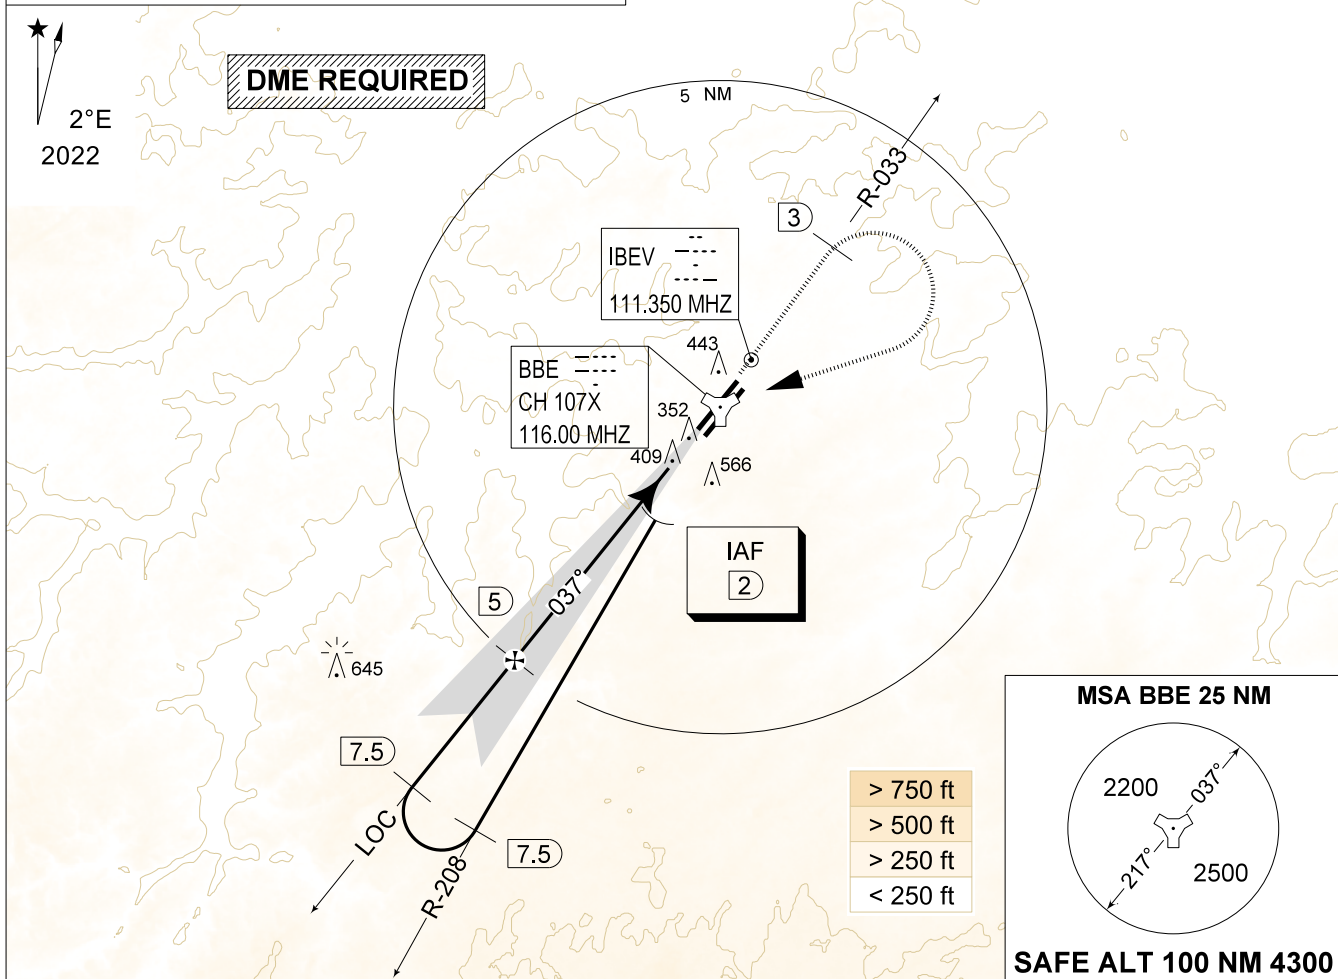 DME REQUIRED
2°E
2022
5 NM
R-033
3
IBEV
111.350 MHZ
443
BBE
CH 107X
116.00 MHZ
352
409
566
IAF
2
037°
5
645
7.5
LOC
7.5
R-208
> 750 ft
> 500 ft
> 250 ft
< 250 ft
MSA BBE 25 NM
2200
037°
217°
2500
SAFE ALT 100 NM 4300